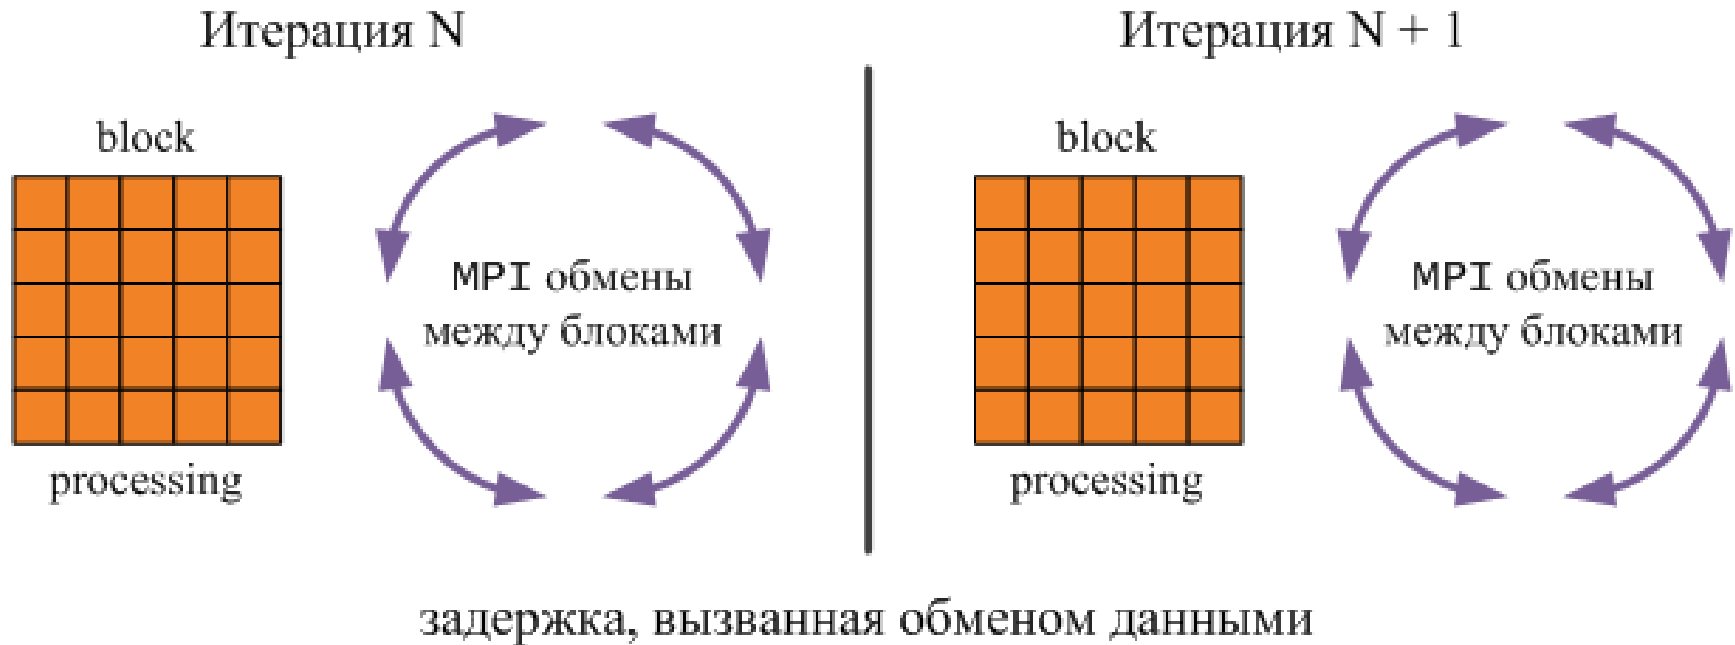 Итерация N
Итерация N + 1
block
processing
MPI обмены
между блоками
block
processing
MPI обмены
между блоками
задержка, вызванная обменом данными